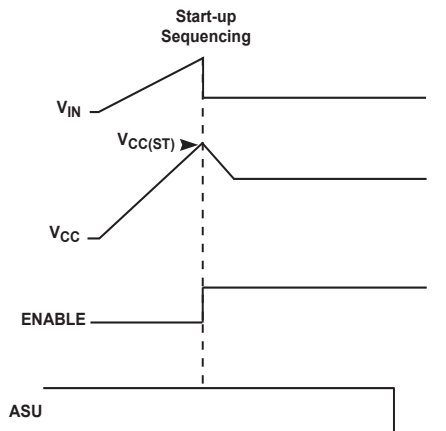 Start-up
Sequencing
VIN
VCC(ST)
VCC
ENABLE
ASU